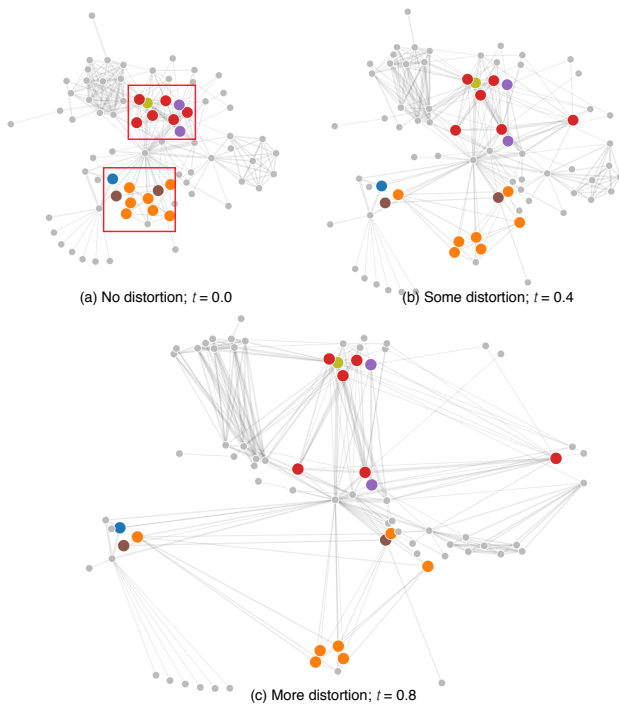 (a) No distortion; t = 0.0
(b) Some distortion; t = 0.4
(c) More distortion; t = 0.8